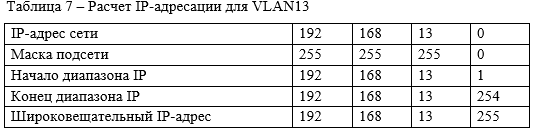 Таблица 7 – Расчет IP-адресации для VLAN13
IP-адрес сети 192 168 13 0
Маска подсети 255 255 255 0
Начало диапазона IP 192 168 13 1
Конец диапазона IP 192 168 13 254
Широковещательный IP-адрес 192 168 13 255